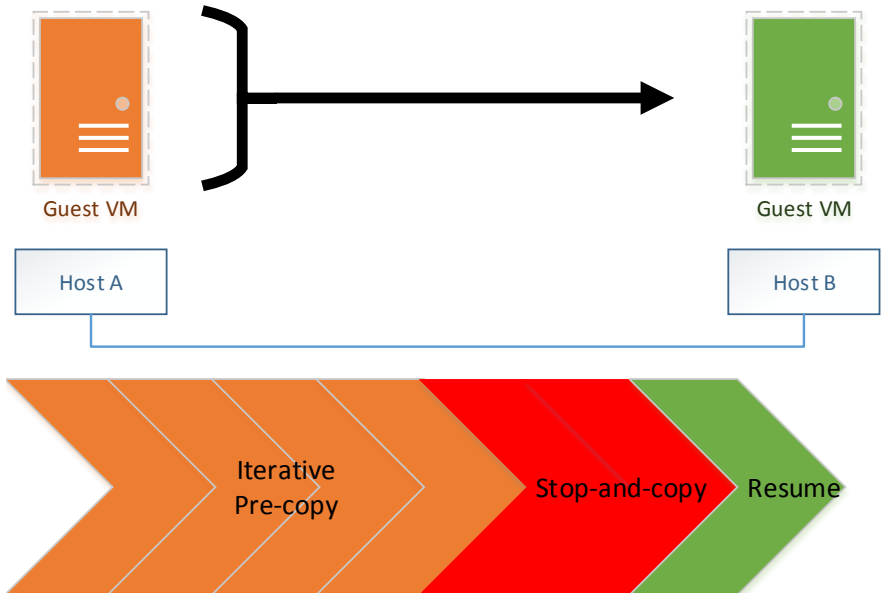 Guest VM
Guest VM
Host A
Host B
Iterative
Pre-copy
Stop-and-copy
Resume